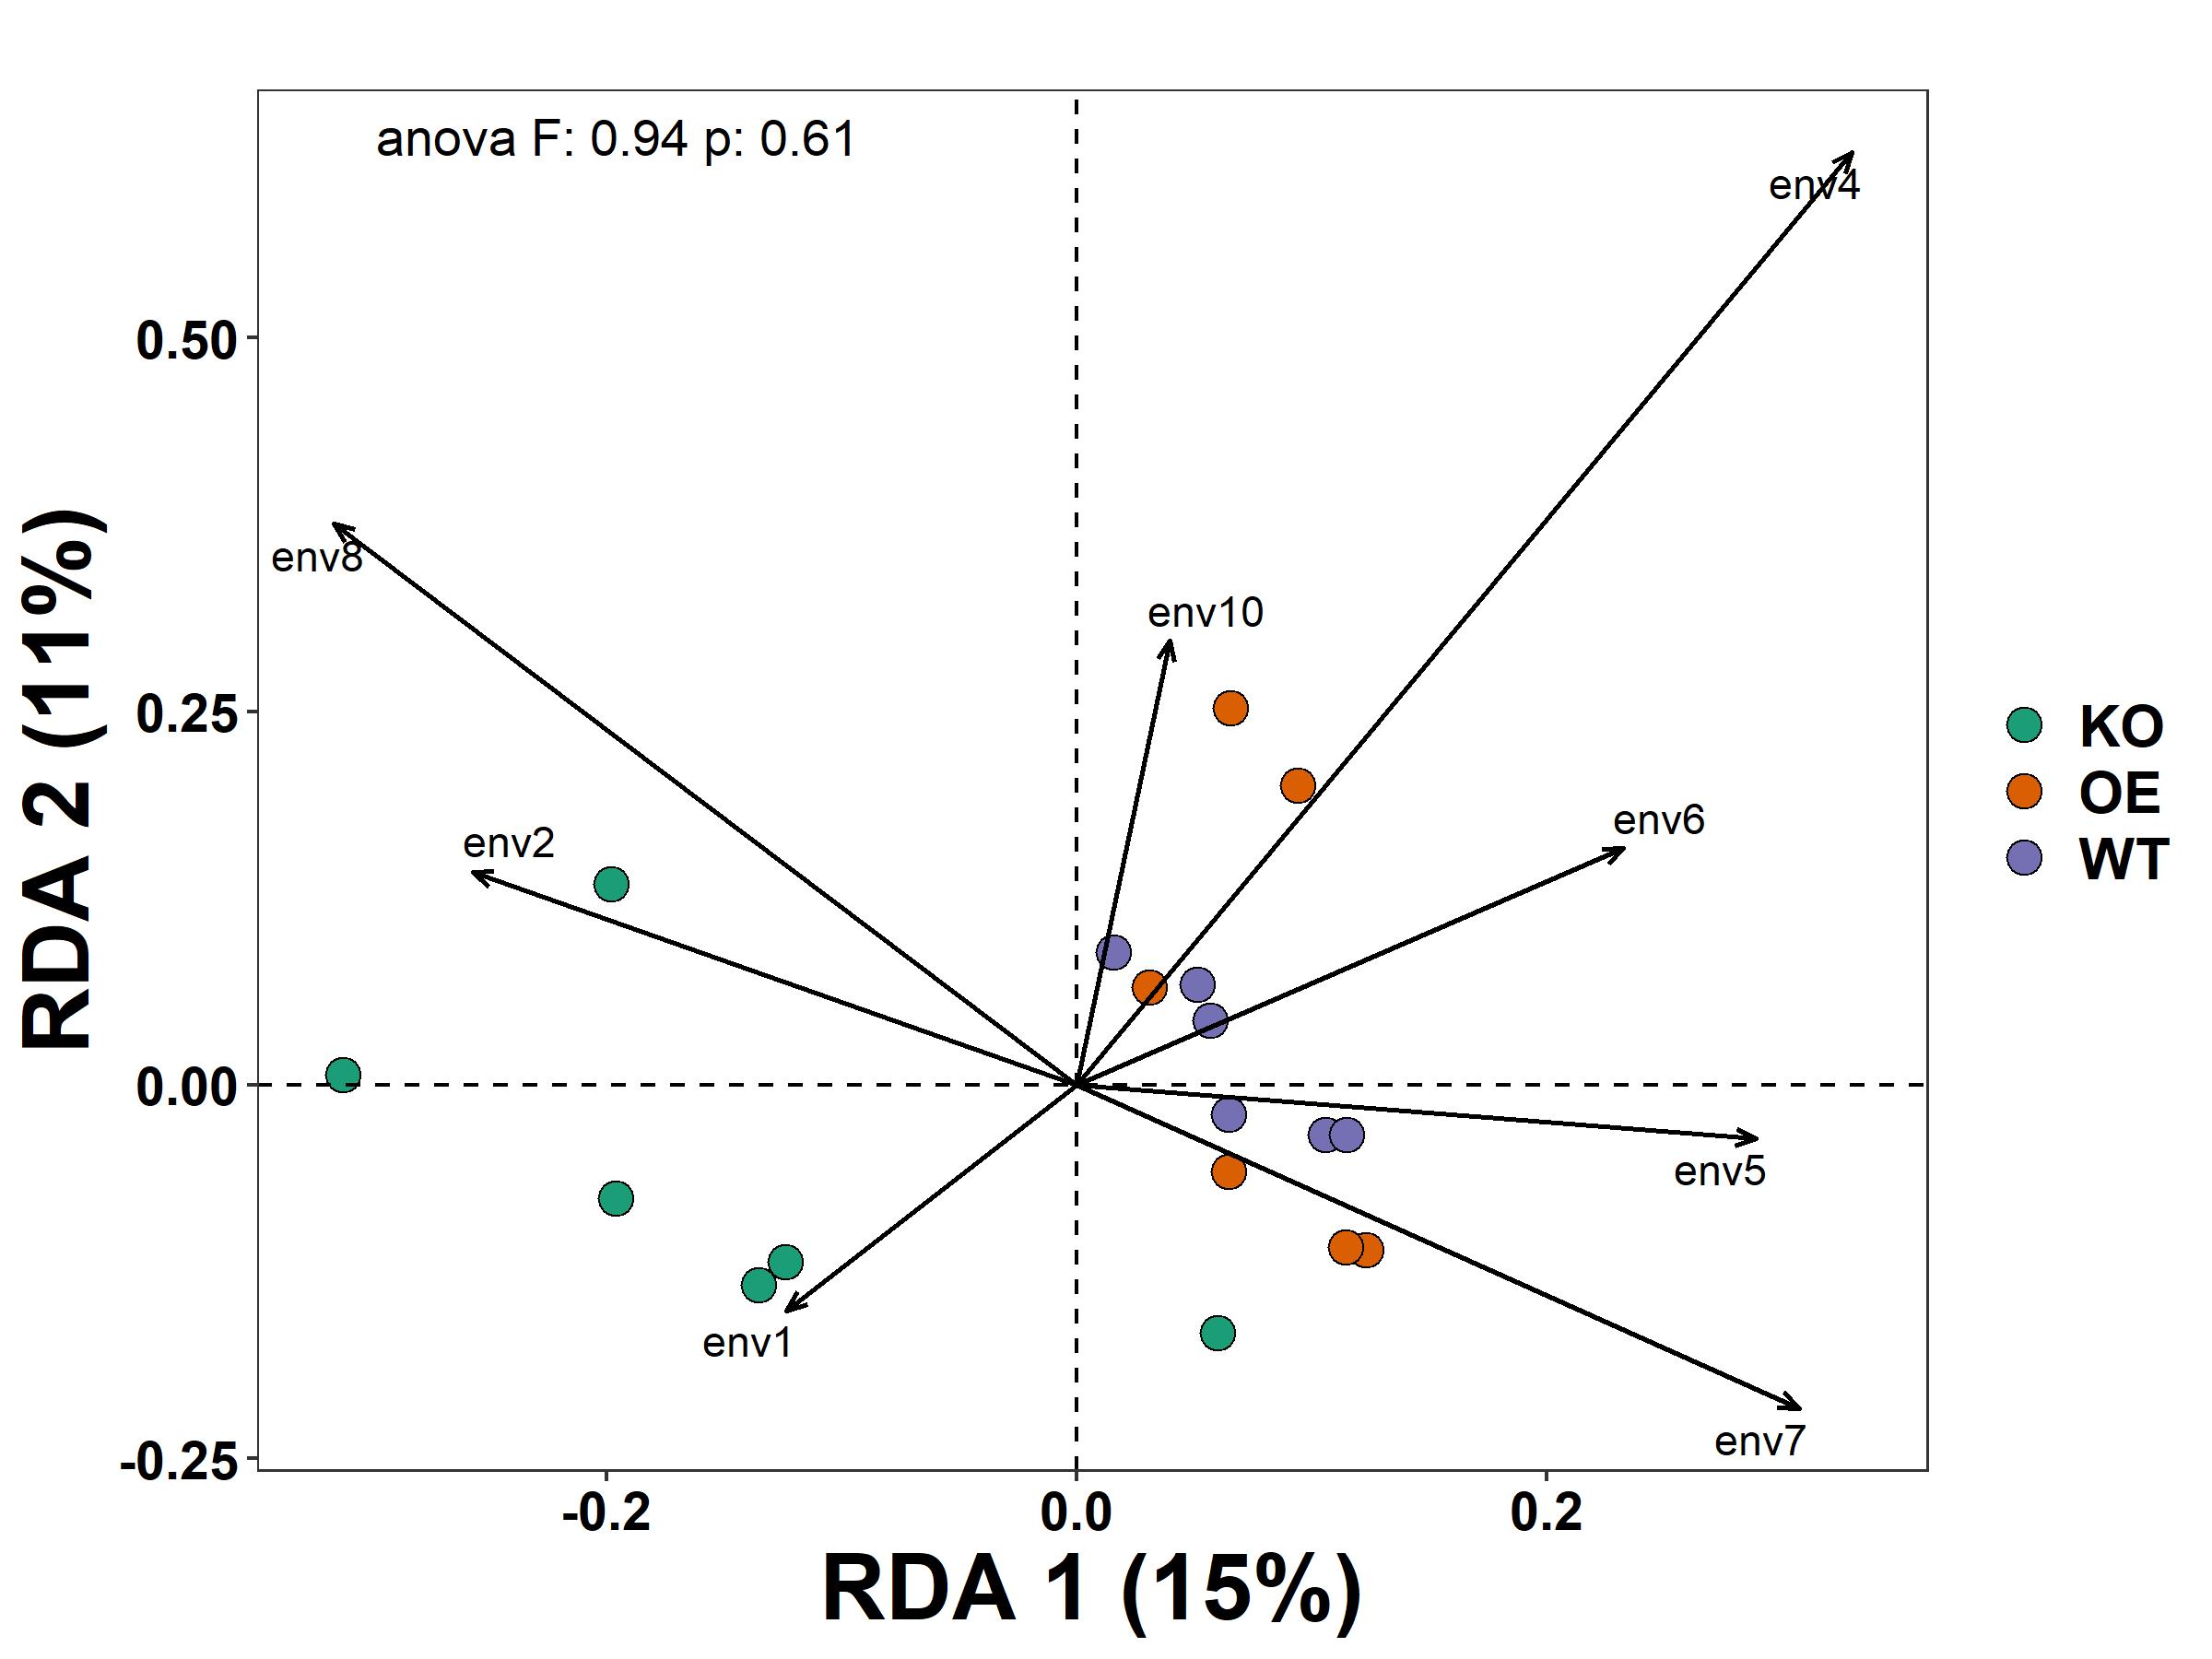 anova F: 0.94 p: 0.61
env4
0.50
env8
env10
0.25
env6
env2
KO
OE
WT
RDA 2 (11%)
0.00
env5
env1
env7
-0.25
-0.2
0.0
0.2
RDA 1 (15%)